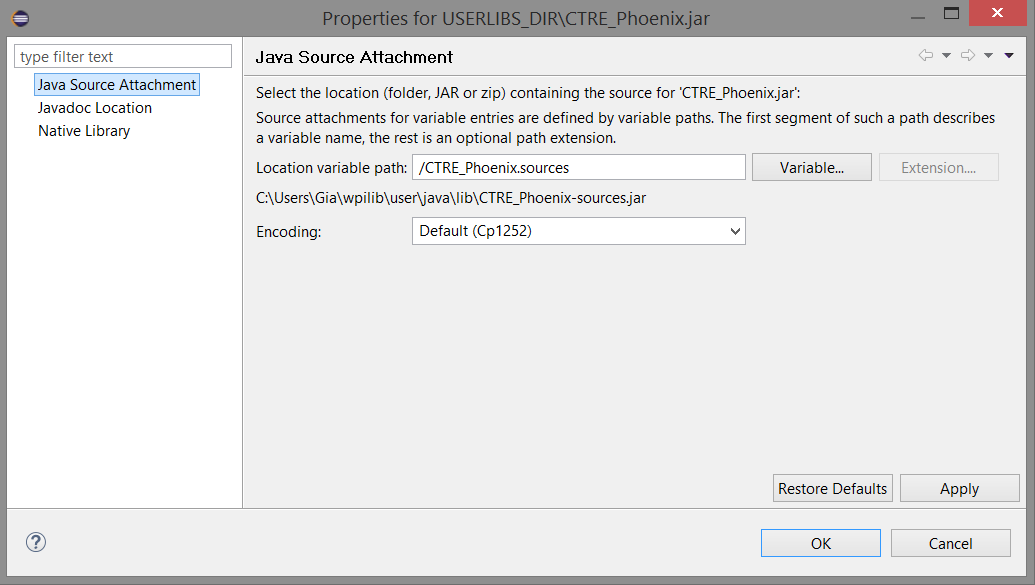 Properties for USERLIBS_DIR\CTRE_Phoenix.jar
type filter text
Java Source Attachment
Javadoc Location
Native Library
Java Source Attachment
Select the location (folder, JAR or zip) containing the source for 'CTRE_Phoenix.jar':
Source attachments for variable entries are defined by variable paths. The first segment of such a path describes
a variable name, the rest is an optional path extension.
Location variable path: /CTRE_Phoenix.sources Variable... Extension....
C:\Users\Gia\wpilib\user\java\lib\CTRE_Phoenix-sources.jar
Encoding: Default (Cp1252)
Restore Defaults Apply
? OK Cancel